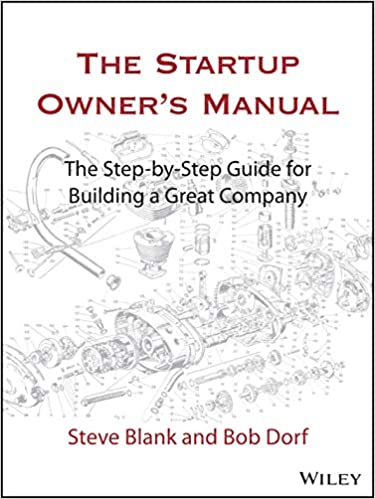 THE STARTUP
OWNER'S MANUAL
The Step-by-Step Guide for
Building a Great Company
Steve Blank and Bob Dorf
WILEY